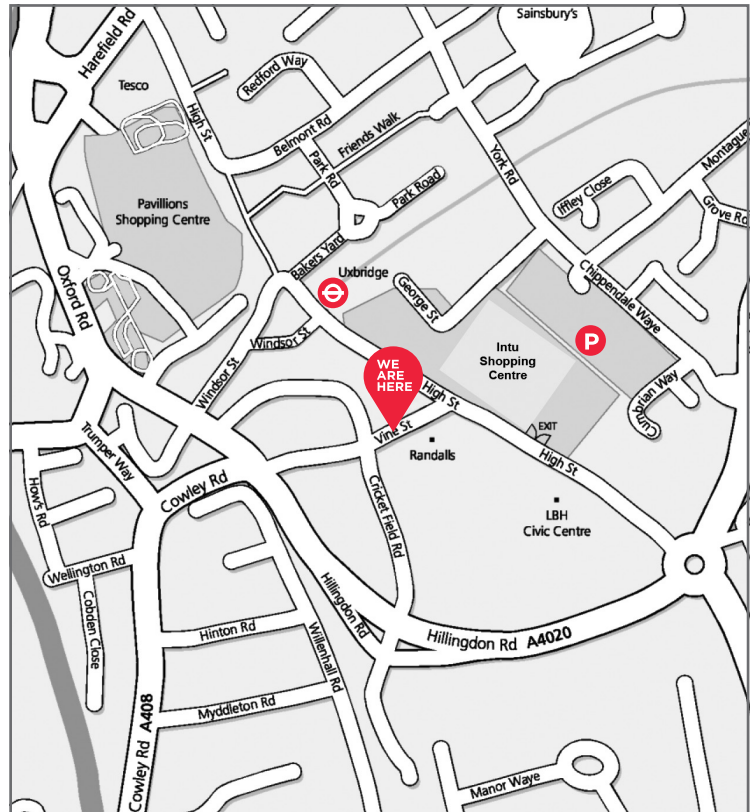 Sainsbury's
Harefield Rd
Tesco
Redford Way
High St
Belmont Rd
Friends Walk
Park Rd
York Rd
Montague
Park Road
Iffley Close
Grove Rd
Pavillions
Shopping Centre
Bakers Yard
Uxbridge
Oxford Rd
George St
Chippendale Waye
Windsor St
Intu
Shopping
Centre
P
WE
ARE
HERE
Windsor St
High St
Cumbrian Way
Vine St
EXIT
Randalls
High St
Trumper Way
Cowley Rd
How's Rd
Cricket Field Rd
LBH
Civic Centre
Wellington Rd
Cobden Close
Hillingdon Rd
Hinton Rd
Willenhall Rd
Hillingdon Rd A4020
Myddleton Rd
Cowley Rd A408
Manor Waye